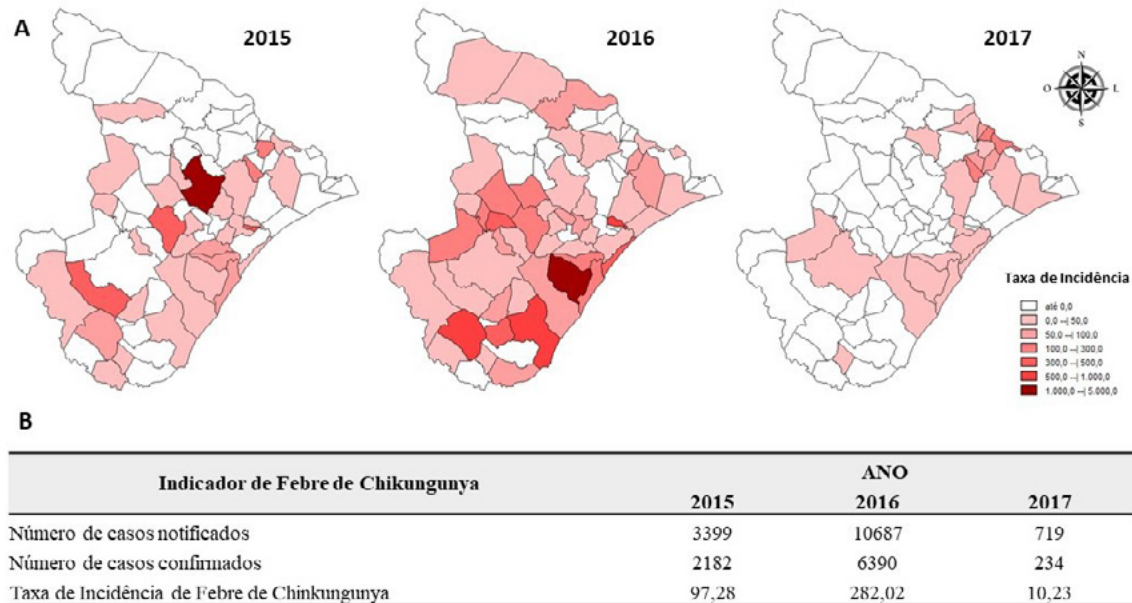 A
2015
2016
2017
N
O
L
S
Taxa de Incidência
até 0,0
0,0 --| 50,0
50,0 --| 100,0
100,0 --| 300,0
300,0 --| 500,0
500,0 --| 1.000,0
1.000,0 --| 5.000,0
B
Indicador de Febre de Chikungunya
ANO
2015 2016 2017
Número de casos notificados 3399 10687 719
Número de casos confirmados 2182 6390 234
Taxa de Incidência de Febre de Chinkungunya 97,28 282,02 10,23